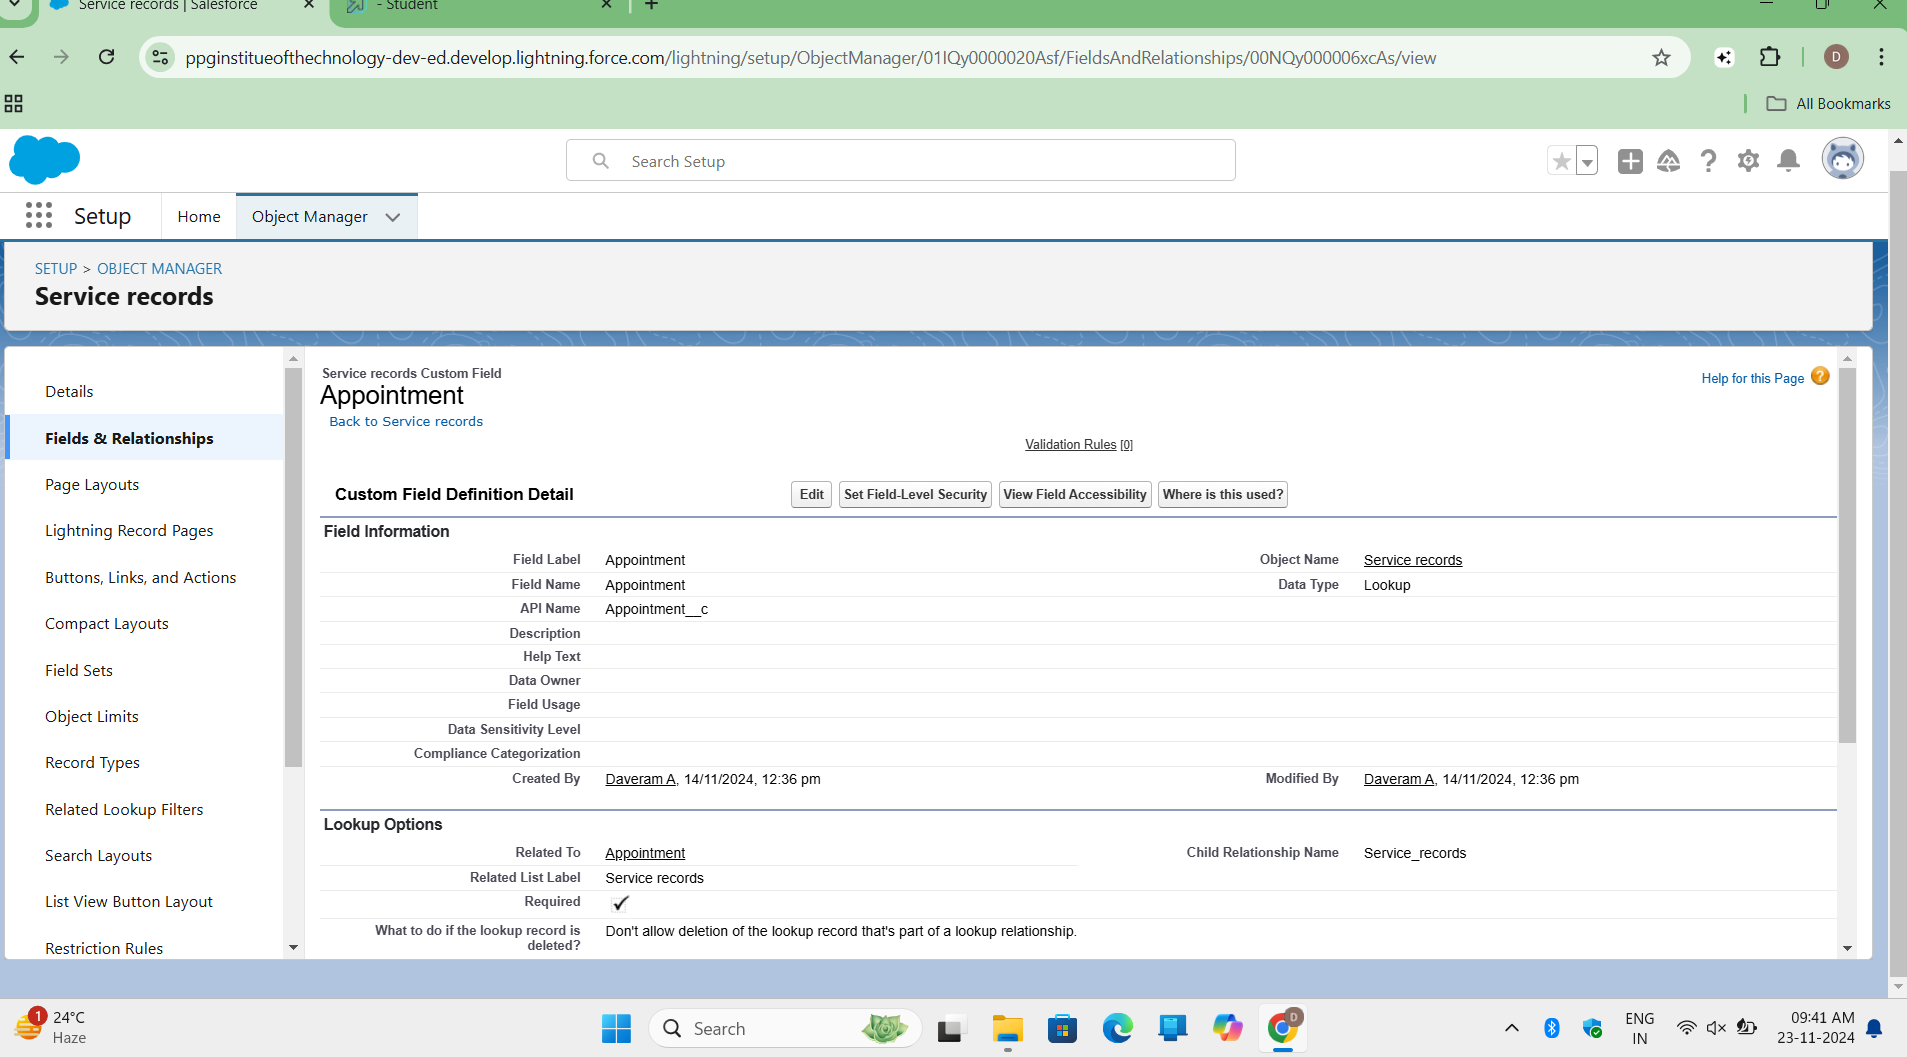 Service records | Salesforce
- Student
ppginstitueofthechnology-dev-ed.develop.lightning.force.com/lightning/setup/ObjectManager/01IQy0000020Asf/FieldsAndRelationships/00NQy000006xcAs/view
D
All Bookmarks
Search Setup
Setup
Home
Object Manager
SETUP > OBJECT MANAGER
Service records
Details
Fields & Relationships
Page Layouts
Lightning Record Pages
Buttons, Links, and Actions
Compact Layouts
Field Sets
Object Limits
Record Types
Related Lookup Filters
Search Layouts
List View Button Layout
Restriction Rules
Service records Custom Field
Appointment
Back to Service records
Help for this Page ?
Validation Rules [0]
Custom Field Definition Detail
Edit
Set Field-Level Security
View Field Accessibility
Where is this used?
Field Information
Field Label Appointment Object Name Service records
Field Name Appointment Data Type Lookup
API Name Appointment__c
Description
Help Text
Data Owner
Field Usage
Data Sensitivity Level
Compliance Categorization
Created By Daveram A, 14/11/2024, 12:36 pm Modified By Daveram A, 14/11/2024, 12:36 pm
Lookup Options
Related To Appointment Child Relationship Name Service_records
Related List Label Service records
Required
What to do if the lookup record is deleted? Don't allow deletion of the lookup record that's part of a lookup relationship.
1
24°C
Haze
Search
D
ENG
IN
09:41 AM
23-11-2024